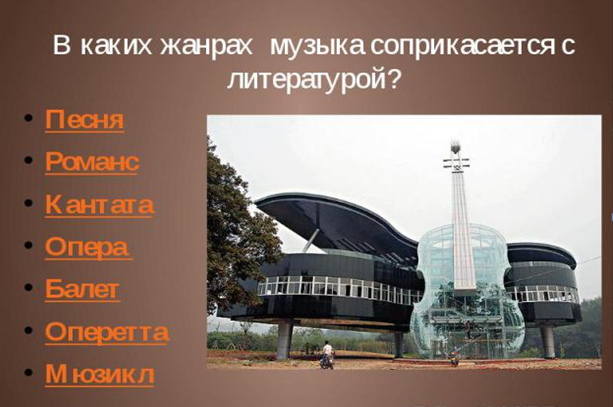 В каких жанрах музыка соприкасается с
литературой?
Песня
Романс
Кантата
Опера
Балет
Оперетта
Мюзикл